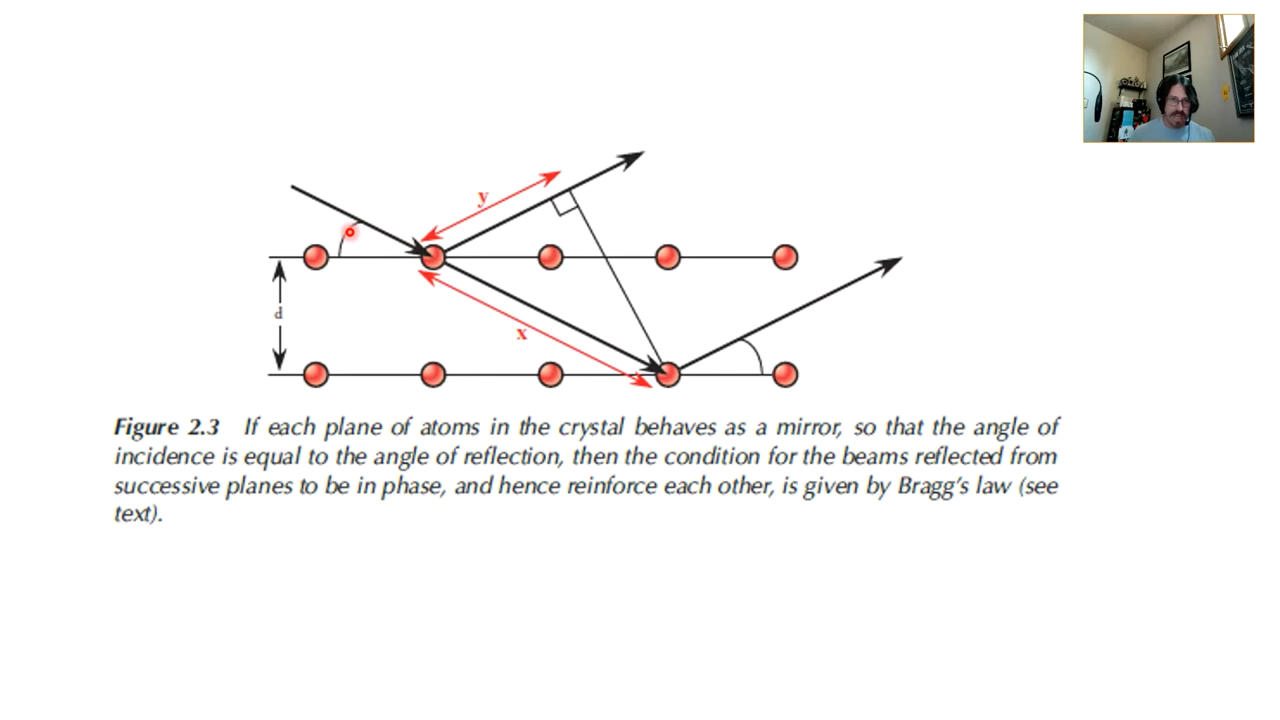 y
d
x
Figure 2.3 If each plane of atoms in the crystal behaves as a mirror, so that the angle of
incidence is equal to the angle of reflection, then the condition for the beams reflected from
successive planes to be in phase, and hence reinforce each other, is given by Bragg’s law (see
text).